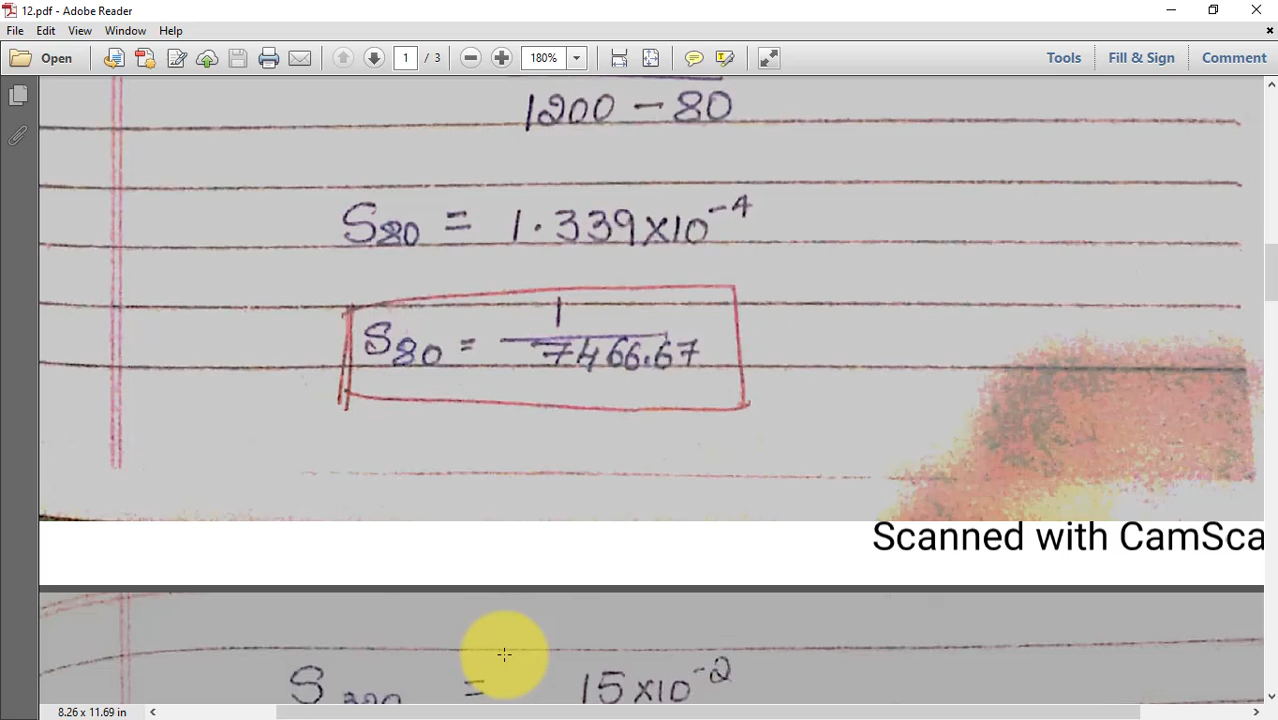 12.pdf - Adobe Reader
File Edit View Window Help
Open 1 / 3 180% Tools Fill & Sign Comment
1200 - 80
S80 = 1.339×10⁻⁴
1
S80 = 7466.67
Scanned with CamSca
S 320 = 15×10⁻²
8.26 x 11.69 in